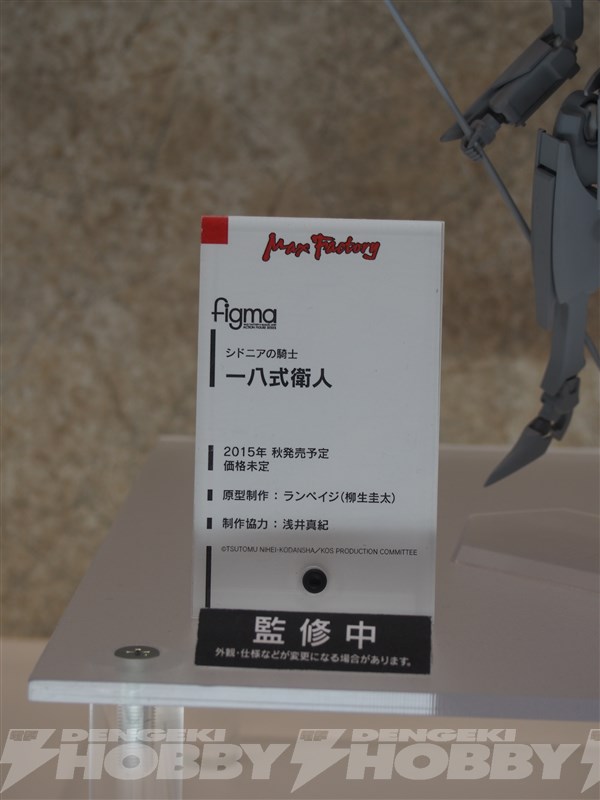 Max Factory
figma
ACTION FIGURE SERIES
シドニアの騎士
一八式衛人
2015年 秋発売予定
価格未定
原型制作：ランペイジ（柳生圭太）
制作協力：浅井真紀
©TSUTOMU NIHEI・KODANSHA／KOS PRODUCTION COMMITTEE
監修中
外観・仕様などが変更になる場合があります。
DENGEKI DENGEKI
HOBBY HOBBY